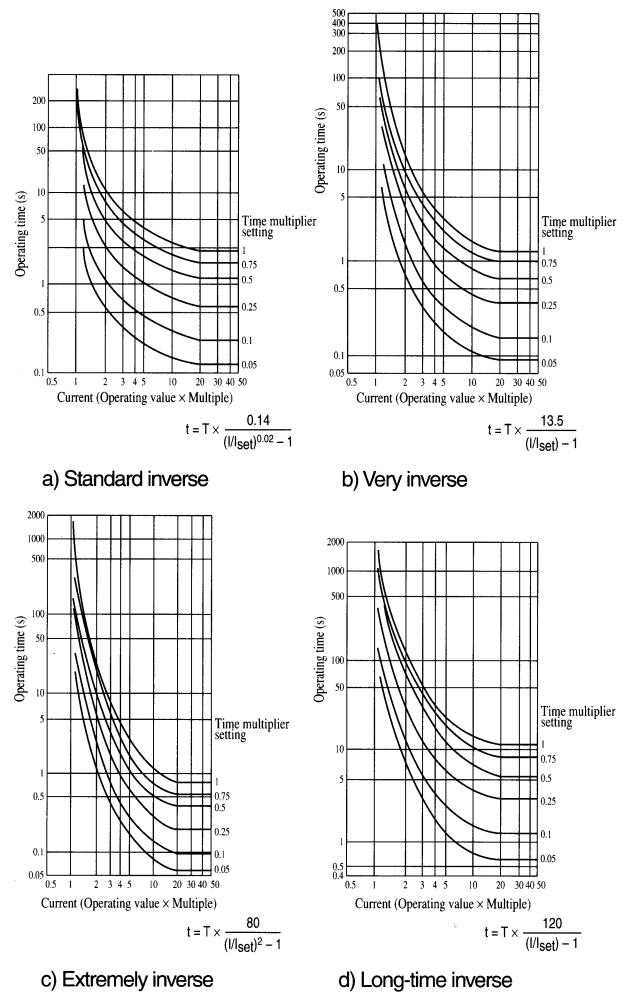 200
100
50
10
5
1
0.5
0.1
Operating time (s)
Time multiplier
setting
1
0.75
0.5
0.25
0.1
0.05
0.5 1 2 3 4 5 10 20 30 40 50
Current (Operating value × Multiple)
t = T × 0.14
(I/Iset)0.02 – 1
a) Standard inverse
500
400
300
100
50
10
5
1
0.5
0.1
0.05
Operating time (s)
Time multiplier
setting
1
0.75
0.5
0.25
0.1
0.05
0.5 1 2 3 4 5 10 20 30 40 50
Current (Operating value × Multiple)
t = T × 13.5
(I/Iset) – 1
b) Very inverse
2000
1000
500
100
50
10
5
1
0.5
0.1
0.05
Operating time (s)
Time multiplier
setting
1
0.75
0.5
0.25
0.1
0.05
0.5 1 2 3 4 5 10 20 30 40 50
Current (Operating value × Multiple)
t = T × 80
(I/Iset)2 – 1
c) Extremely inverse
2000
1000
500
100
50
10
5
1
0.5
0.4
Operating time (s)
Time multiplier
setting
1
0.75
0.5
0.25
0.1
0.05
0.5 1 2 3 4 5 10 20 30 40 50
Current (Operating value × Multiple)
t = T × 120
(I/Iset) – 1
d) Long-time inverse